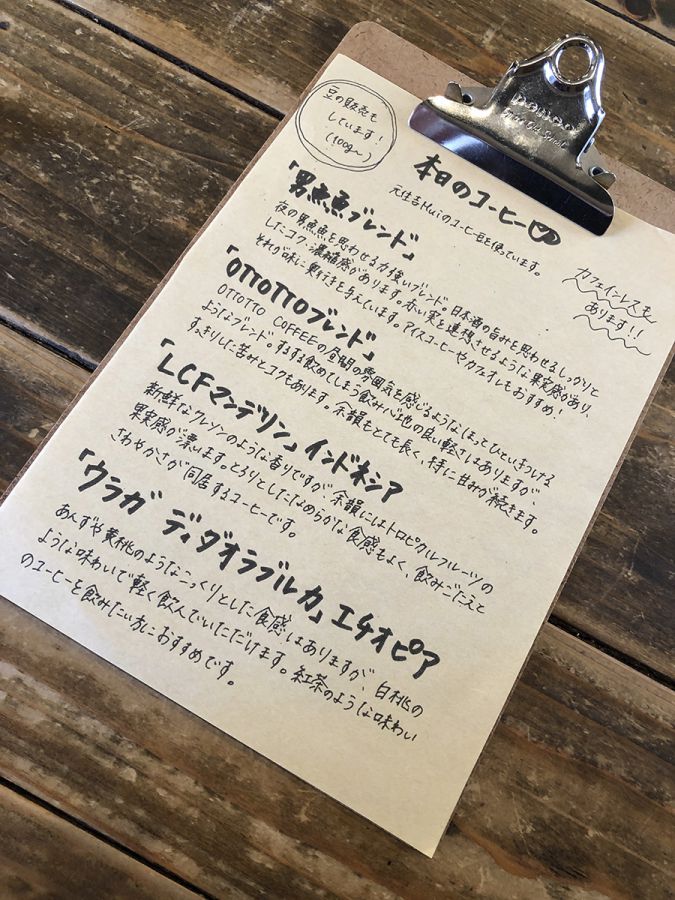 豆の販売も
しています!
(100g〜)
本日のコーヒー
元住吉Muiのコーヒー豆を使っています。
カフェインレスも
あります!!
「男魚魚ブレンド」
夜の男魚魚を思わせる力強いブレンド。日本酒の旨みを思わせるしっかりと
したコク、濃縮感があります。赤い実を連想させるような果実感があり、
それが味に奥行きを与えています。アイスコーヒーやカフェオレもおすすめ!
「OTTOTTOブレンド」
OTTOTTO COFFEEの昼間の雰囲気を感じるようなほっとひといきつける
ようなブレンド。するする飲めてしまう飲み心地の良い軽さはありますが、
すっきりした苦みとコクもあります。余韻もとても長く、特に甘みが続きます。
「LCFマンデリン」インドネシア
新鮮なクレソンのような香りですが、余韻にはトロピカルフルーツの
果実感が漂います。とろりとしたなめらかな食感もよく、飲みごたえと
さわやかさが同居するコーヒーです。
「ウラガ ディダオラブルカ」エチオピア
あんずや黄桃のようなこっくりとした食感はありますが、白桃の
ような味わいで軽く飲んでいただけます。紅茶のような味わい
のコーヒーを飲みたい方におすすめです。